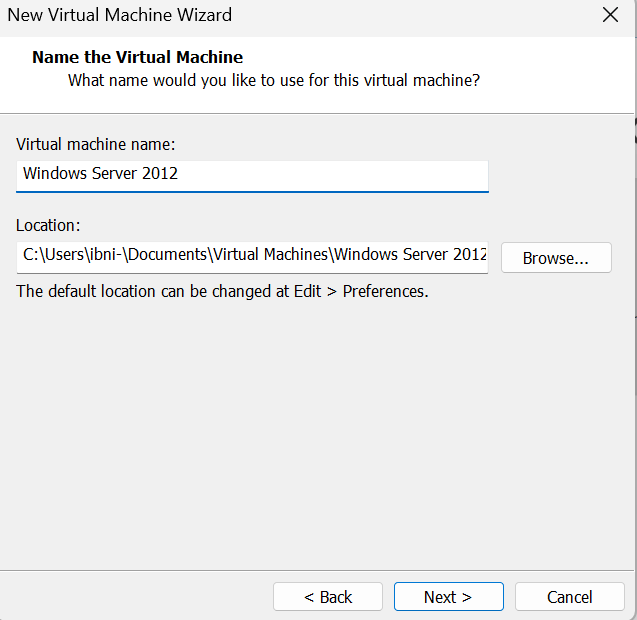 New Virtual Machine Wizard
Name the Virtual Machine
What name would you like to use for this virtual machine?
Virtual machine name:
Windows Server 2012
Location:
C:\Users\ibni-\Documents\Virtual Machines\Windows Server 2012
Browse...
The default location can be changed at Edit > Preferences.
< Back
Next >
Cancel